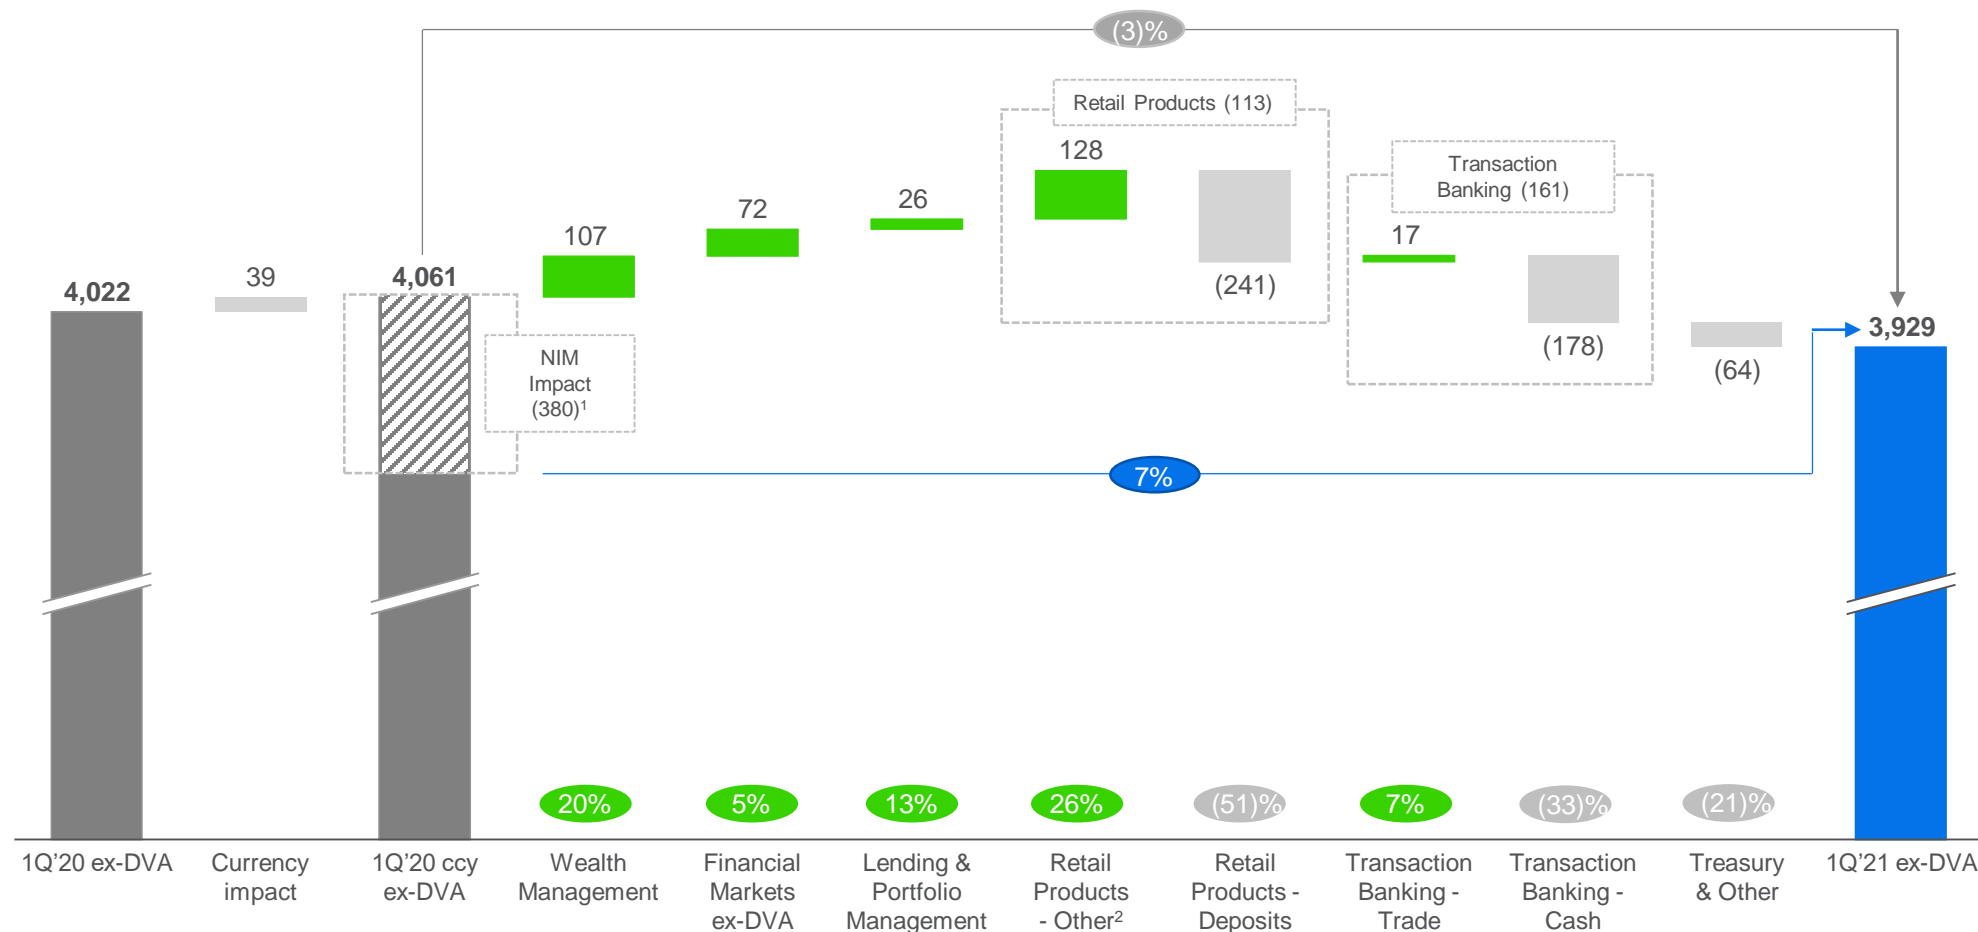 (3)%
Retail Products (113)
128
Transaction
Banking (161)
26
72
17
107
39
4,061
4,022
(241)
3,929
NIM
Impact
(380)¹
(178)
(64)
7%
20%
5%
13%
26%
(51)%
7%
(33)%
(21)%
1Q’20 ex-DVA
Currency
impact
1Q’20 ccy
ex-DVA
Wealth
Management
Financial
Markets
ex-DVA
Lending &
Portfolio
Management
Retail
Products
- Other²
Retail
Products -
Deposits
Transaction
Banking -
Trade
Transaction
Banking -
Cash
Treasury
& Other
1Q’21 ex-DVA